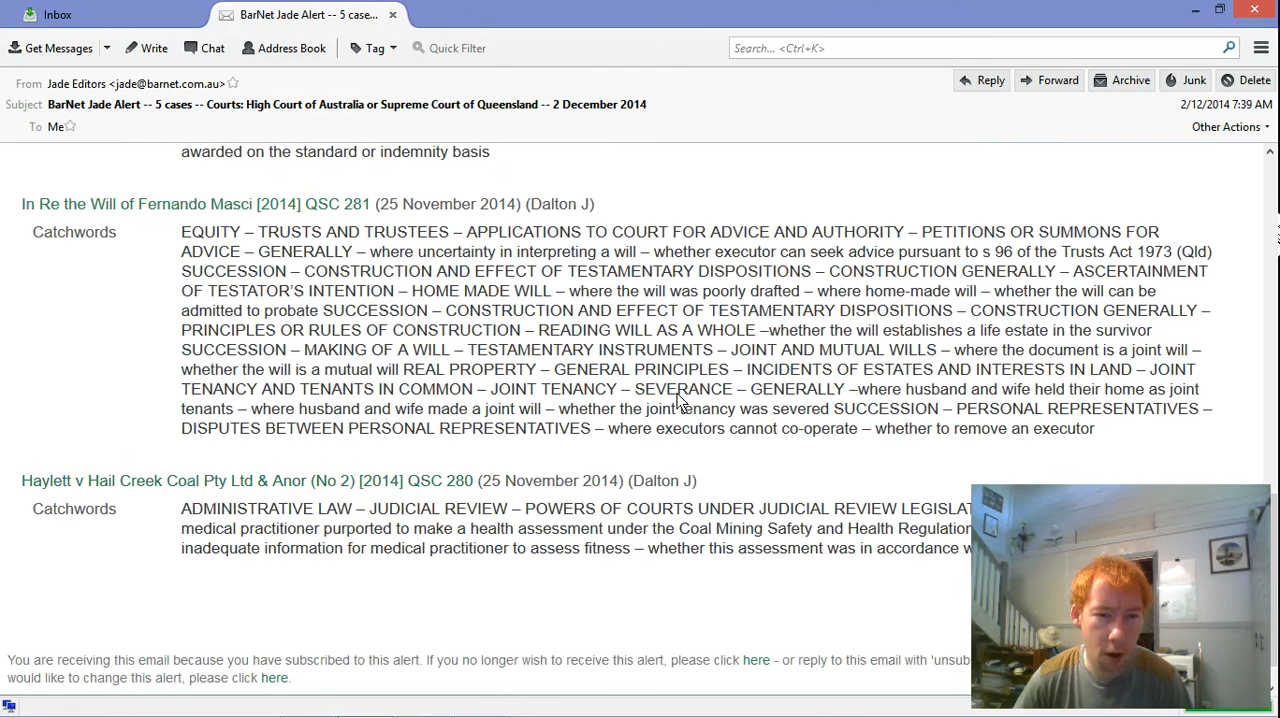 Inbox
BarNet Jade Alert -- 5 case...
Get Messages Write Chat Address Book Tag Quick Filter Search... <Ctrl+K>
From Jade Editors <jade@barnet.com.au> Reply Forward Archive Junk Delete
Subject BarNet Jade Alert -- 5 cases -- Courts: High Court of Australia or Supreme Court of Queensland -- 2 December 2014 2/12/2014 7:39 AM
To Me Other Actions
awarded on the standard or indemnity basis
In Re the Will of Fernando Masci [2014] QSC 281 (25 November 2014) (Dalton J)
Catchwords EQUITY – TRUSTS AND TRUSTEES – APPLICATIONS TO COURT FOR ADVICE AND AUTHORITY – PETITIONS OR SUMMONS FOR
ADVICE – GENERALLY – where uncertainty in interpreting a will – whether executor can seek advice pursuant to s 96 of the Trusts Act 1973 (Qld)
SUCCESSION – CONSTRUCTION AND EFFECT OF TESTAMENTARY DISPOSITIONS – CONSTRUCTION GENERALLY – ASCERTAINMENT
OF TESTATOR'S INTENTION – HOME MADE WILL – where the will was poorly drafted – where home-made will – whether the will can be
admitted to probate SUCCESSION – CONSTRUCTION AND EFFECT OF TESTAMENTARY DISPOSITIONS – CONSTRUCTION GENERALLY –
PRINCIPLES OR RULES OF CONSTRUCTION – READING WILL AS A WHOLE –whether the will establishes a life estate in the survivor
SUCCESSION – MAKING OF A WILL – TESTAMENTARY INSTRUMENTS – JOINT AND MUTUAL WILLS – where the document is a joint will –
whether the will is a mutual will REAL PROPERTY – GENERAL PRINCIPLES – INCIDENTS OF ESTATES AND INTERESTS IN LAND – JOINT
TENANCY AND TENANTS IN COMMON – JOINT TENANCY – SEVERANCE – GENERALLY –where husband and wife held their home as joint
tenants – where husband and wife made a joint will – whether the joint tenancy was severed SUCCESSION – PERSONAL REPRESENTATIVES –
DISPUTES BETWEEN PERSONAL REPRESENTATIVES – where executors cannot co-operate – whether to remove an executor
Haylett v Hail Creek Coal Pty Ltd & Anor (No 2) [2014] QSC 280 (25 November 2014) (Dalton J)
Catchwords ADMINISTRATIVE LAW – JUDICIAL REVIEW – POWERS OF COURTS UNDER JUDICIAL REVIEW LEGISLAT
medical practitioner purported to make a health assessment under the Coal Mining Safety and Health Regulation
inadequate information for medical practitioner to assess fitness – whether this assessment was in accordance w
You are receiving this email because you have subscribed to this alert. If you no longer wish to receive this alert, please click here - or reply to this email with 'unsub
would like to change this alert, please click here.